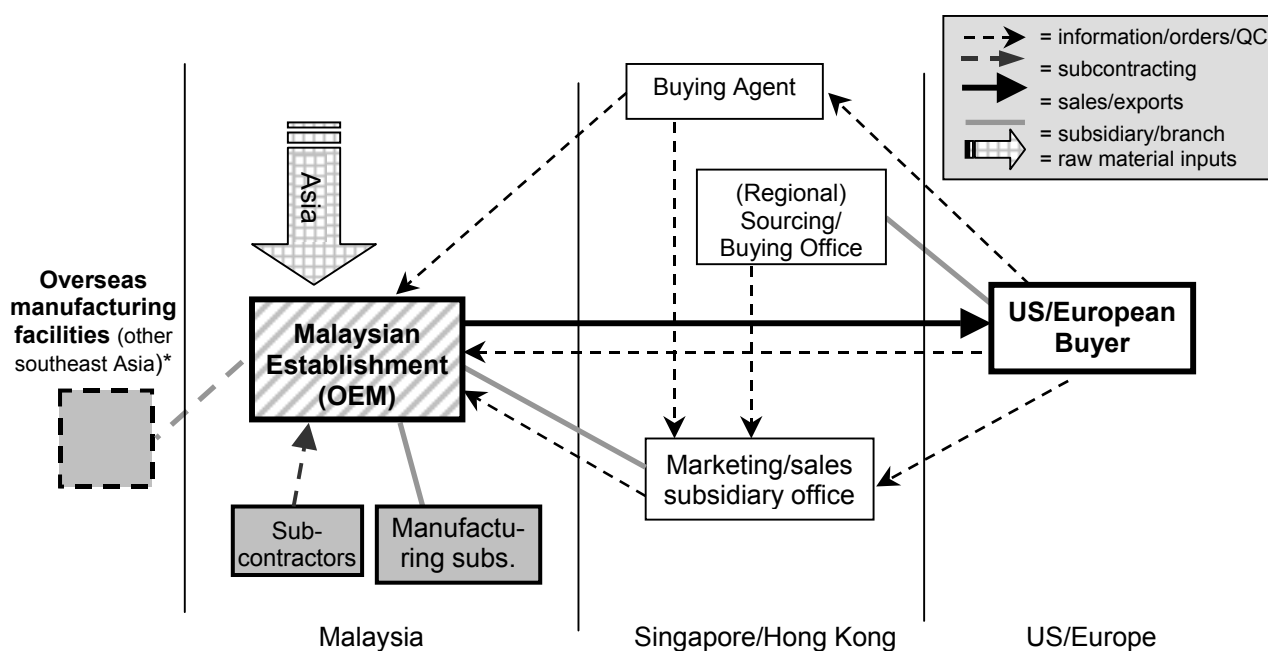 = information/orders/QC
= subcontracting
= sales/exports
= subsidiary/branch
= raw material inputs
Buying Agent
Asia
(Regional)
Sourcing/
Buying Office
Overseas
manufacturing
facilities (other
southeast Asia)*
Malaysian
Establishment
(OEM)
US/European
Buyer
Marketing/sales
subsidiary office
Sub-
contractors
Manufactu-
ring subs.
Malaysia
Singapore/Hong Kong
US/Europe